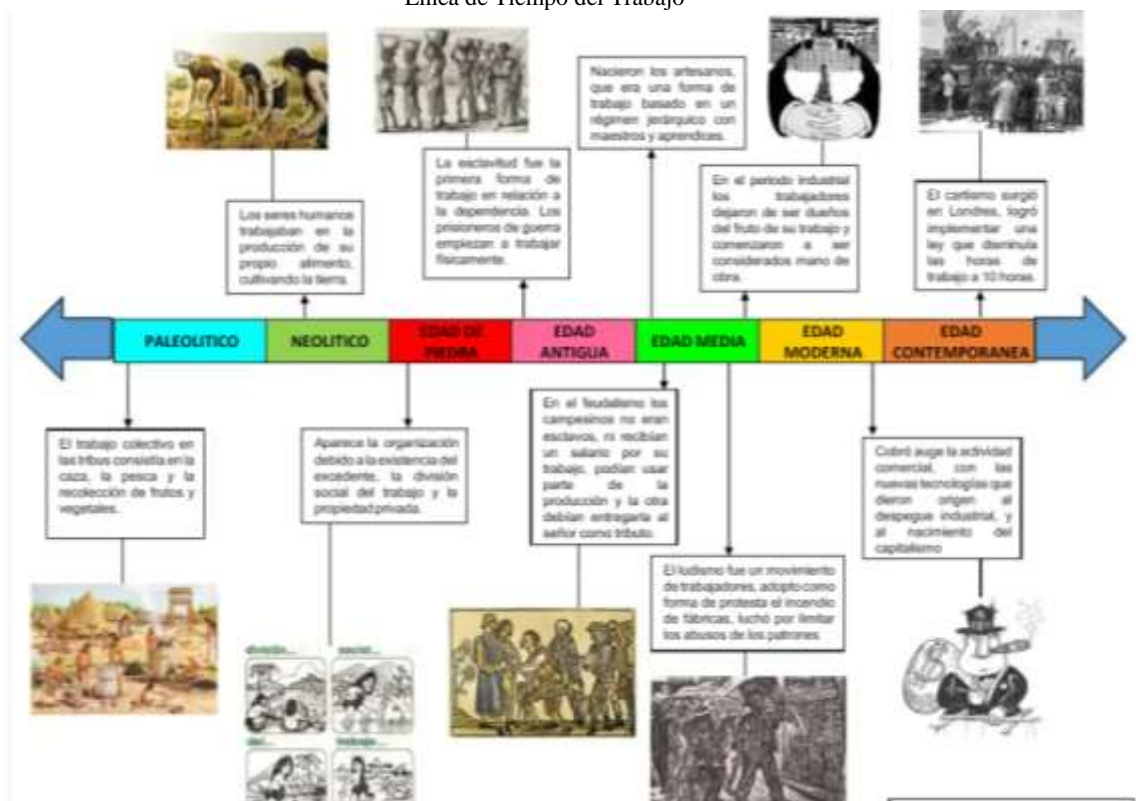 Línea de Tiempo del Trabajo
Nacieron los artesanos,
que era una forma de
trabajo basado en un
régimen jerárquico con
maestros y aprendices.
La esclavitud fue la
primera forma de
trabajo en relación a
la dependencia. Los
prisioneros de guerra
empiezan a trabajar
físicamente.
En el periodo industrial
los trabajadores
dejaron de ser dueños
del fruto de su trabajo y
comenzaron a ser
considerados mano de
obra.
El cartismo surgió
en Londres, logró
implementar una
ley que disminuía
las horas de
trabajo a 10 horas.
Los seres humanos
trabajaban en la
producción de su
propio alimento,
cultivando la tierra.
PALEOLITICO
NEOLITICO
EDAD DE
PIEDRA
EDAD
ANTIGUA
EDAD MEDIA
EDAD
MODERNA
EDAD
CONTEMPORANEA
El trabajo colectivo en
las tribus consistía en la
caza, la pesca y la
recolección de frutos y
vegetales.
Aparece la organización
debido a la existencia del
excedente, la división
social del trabajo y la
propiedad privada.
En el feudalismo los
campesinos no eran
esclavos, ni recibían
un salario por su
trabajo, podían usar
parte de la
producción y la otra
debían entregarla al
señor como tributo.
Cobró auge la actividad
comercial, con las
nuevas tecnologías que
dieron origen al
despegue industrial, y
al nacimiento del
capitalismo
El ludismo fue un movimiento
de trabajadores, adopto como
forma de protesta el incendio
de fábricas, luchó por limitar
los abusos de los patrones.
división...
social...
del...
trabajo...